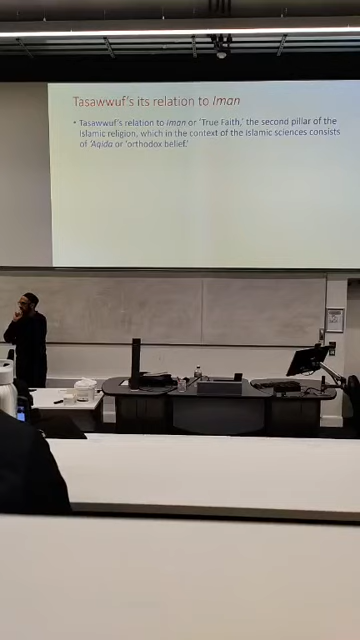 Tasawwuf's its relation to Iman
• Tasawwuf's relation to Iman or 'True Faith,' the second pillar of the
Islamic religion, which in the context of the Islamic sciences consists
of 'Aqida or 'orthodox belief.'